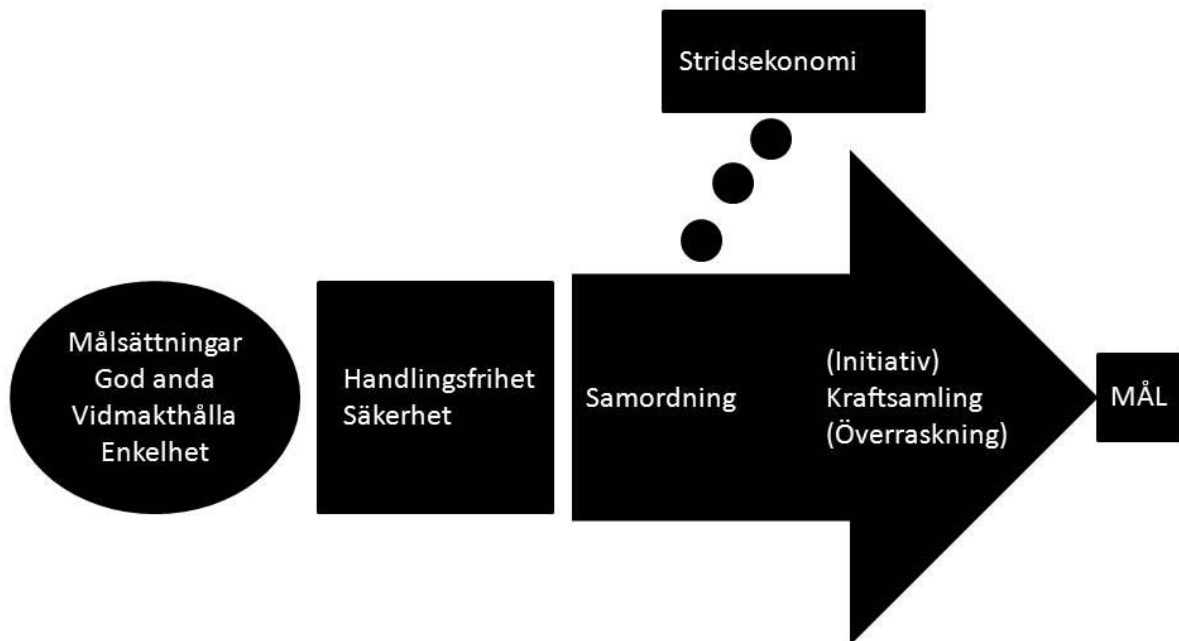 Stridsekonomi
Målsättningar
God anda
Vidmakthålla
Enkelhet
Handlingsfrihet
Säkerhet
Samordning
(Initiativ)
Kraftsamling
(Överraskning)
MÅL